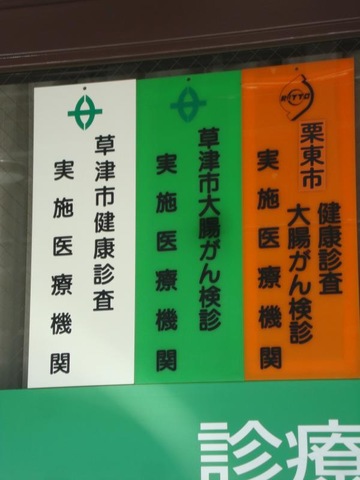 草津市健康診査
実施医療機関
草津市大腸がん検診
実施医療機関
RITTO
栗東市
健康診査
大腸がん検診
実施医療機関
診療